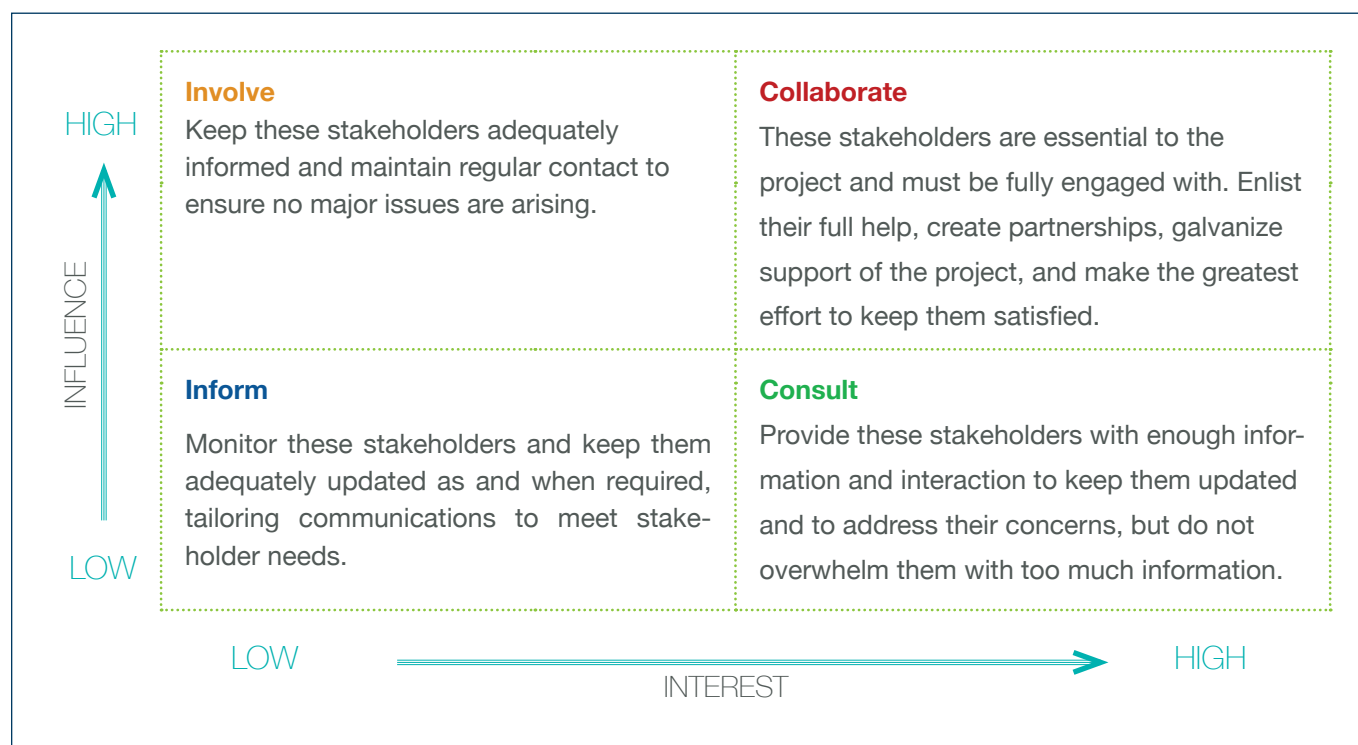 HIGH
INFLUENCE
LOW
Involve
Keep these stakeholders adequately
informed and maintain regular contact to
ensure no major issues are arising.
Collaborate
These stakeholders are essential to the
project and must be fully engaged with. Enlist
their full help, create partnerships, galvanize
support of the project, and make the greatest
effort to keep them satisfied.
Inform
Monitor these stakeholders and keep them
adequately updated as and when required,
tailoring communications to meet stake-
holder needs.
Consult
Provide these stakeholders with enough infor-
mation and interaction to keep them updated
and to address their concerns, but do not
overwhelm them with too much information.
LOW
INTEREST
HIGH